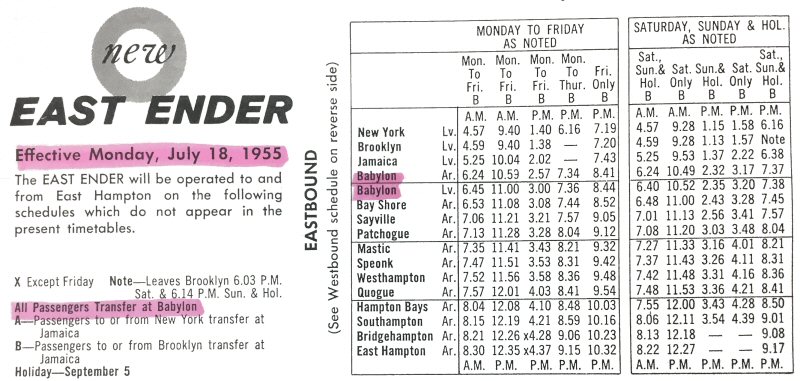 new
EAST ENDER
Effective Monday, July 18, 1955
The EAST ENDER will be operated to and
from East Hampton on the following
schedules which do not appear in the
present timetables.
X Except Friday Note—Leaves Brooklyn 6.03 P.M.
Sat. & 6.14 P.M. Sun. & Hol.
All Passengers Transfer at Babylon
A—Passengers to or from New York transfer at
Jamaica
B—Passengers to or from Brooklyn transfer at
Jamaica
Holiday—September 5
EASTBOUND
(See Westbound schedule on reverse side)
MONDAY TO FRIDAY
AS NOTED
SATURDAY, SUNDAY & HOL.
AS NOTED
Mon. Mon. Mon. Mon. Sat., Sat.,
To To To To Fri. Sun.& Sat. Sun.& Sat. Sun.&
Fri. Fri. Fri. Thur. Only Hol. Only Hol. Only Hol.
B B B B B B B B B B
A.M. A.M. P.M. P.M. P.M. A.M. A.M. P.M. P.M. P.M.
New York Lv. 4.57 9.40 1.40 6.16 7.19 4.57 9.28 1.15 1.58 6.16
Brooklyn Lv. 4.59 9.40 1.38 — 7.20 4.59 9.28 1.13 1.57 Note
Jamaica Lv. 5.25 10.04 2.02 — 7.43 5.25 9.53 1.37 2.22 6.38
Babylon Ar. 6.24 10.59 2.57 7.34 8.41 6.24 10.49 2.32 3.17 7.37
Babylon Lv. 6.45 11.00 3.00 7.36 8.44 6.40 10.52 2.35 3.20 7.38
Bay Shore Ar. 6.53 11.08 3.08 7.44 8.52 6.48 11.00 2.43 3.28 7.45
Sayville Ar. 7.06 11.21 3.21 7.57 9.05 7.01 11.13 2.56 3.41 7.57
Patchogue Ar. 7.13 11.28 3.28 8.04 9.12 7.08 11.20 3.03 3.48 8.04
Mastic Ar. 7.35 11.41 3.43 8.21 9.32 7.27 11.33 3.16 4.01 8.21
Speonk Ar. 7.47 11.51 3.53 8.31 9.42 7.37 11.43 3.26 4.11 8.31
Westhampton Ar. 7.52 11.56 3.58 8.36 9.48 7.42 11.48 3.31 4.16 8.36
Quogue Ar. 7.57 12.01 4.03 8.41 9.54 7.48 11.53 3.36 4.21 8.41
Hampton Bays Ar. 8.04 12.08 4.10 8.48 10.03 7.55 12.00 3.43 4.28 8.50
Southampton Ar. 8.15 12.19 4.21 8.59 10.16 8.06 12.11 3.54 4.39 9.01
Bridgehampton Ar. 8.21 12.26 x4.28 9.06 10.23 8.13 12.18 — — 9.08
East Hampton Ar. 8.30 12.35 x4.37 9.15 10.32 8.22 12.27 — — 9.17
A.M. P.M. P.M. P.M. P.M. A.M. P.M. P.M. P.M. P.M.